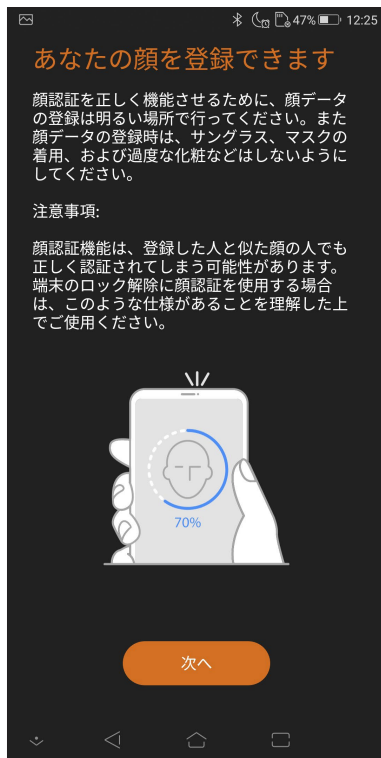 47% 12:25
あなたの顔を登録できます
顔認証を正しく機能させるために、顔データ
の登録は明るい場所で行ってください。また
顔データの登録時は、サングラス、マスクの
着用、および過度な化粧などはしないように
してください。
注意事項:
顔認証機能は、登録した人と似た顔の人でも
正しく認証されてしまう可能性があります。
端末のロック解除に顔認証を使用する場合
は、このような仕様があることを理解した上
でご使用ください。
70%
次へ